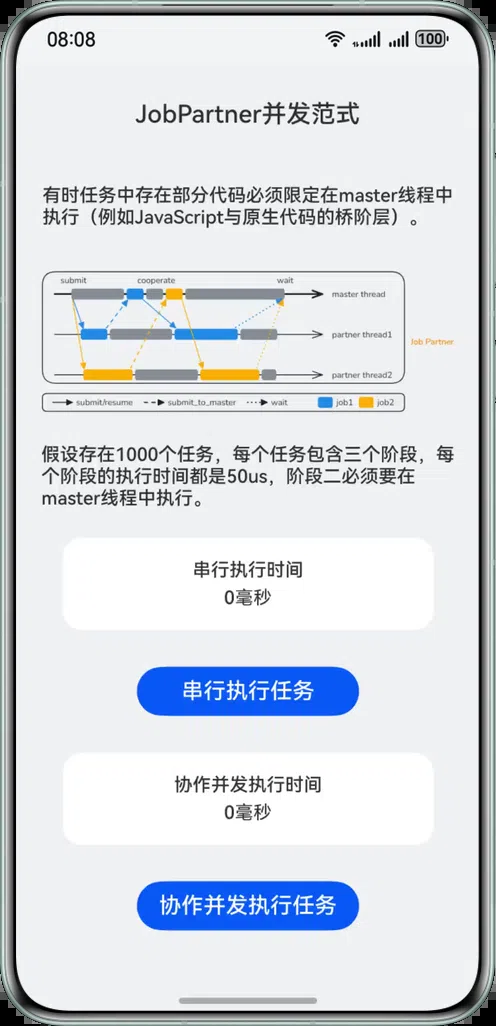 08:08
100
JobPartner并发范式
有时任务中存在部分代码必须限定在master线程中
执行（例如JavaScript与原生代码的桥阶层）。
submit cooperate wait
master thread
partner thread1
Job Partner
partner thread2
submit/resume submit_to_master wait job1 job2
假设存在1000个任务，每个任务包含三个阶段，每
个阶段的执行时间都是50us，阶段二必须要在
master线程中执行。
串行执行时间
0毫秒
串行执行任务
协作并发执行时间
0毫秒
协作并发执行任务